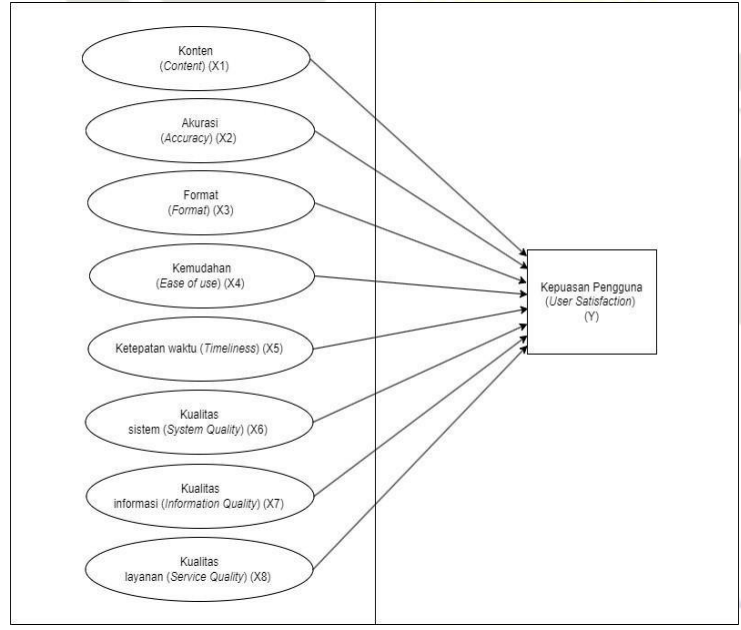 Konten
(Content) (X1)
Akurasi
(Accuracy) (X2)
Format
(Format) (X3)
Kemudahan
(Ease of use) (X4)
Ketepatan waktu (Timeliness) (X5)
Kualitas
sistem (System Quality) (X6)
Kualitas
informasi (Information Quality) (X7)
Kualitas
layanan (Service Quality) (X8)
Kepuasan Pengguna
(User Satisfaction)
(Y)